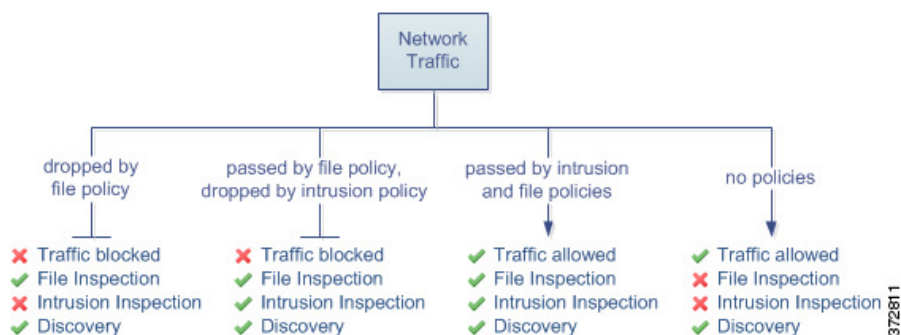 Network
Traffic
dropped by
file policy
passed by file policy,
dropped by intrusion policy
passed by intrusion
and file policies
no policies
Traffic blocked
File Inspection
Intrusion Inspection
Discovery
Traffic blocked
File Inspection
Intrusion Inspection
Discovery
Traffic allowed
File Inspection
Intrusion Inspection
Discovery
Traffic allowed
File Inspection
Intrusion Inspection
Discovery
372811